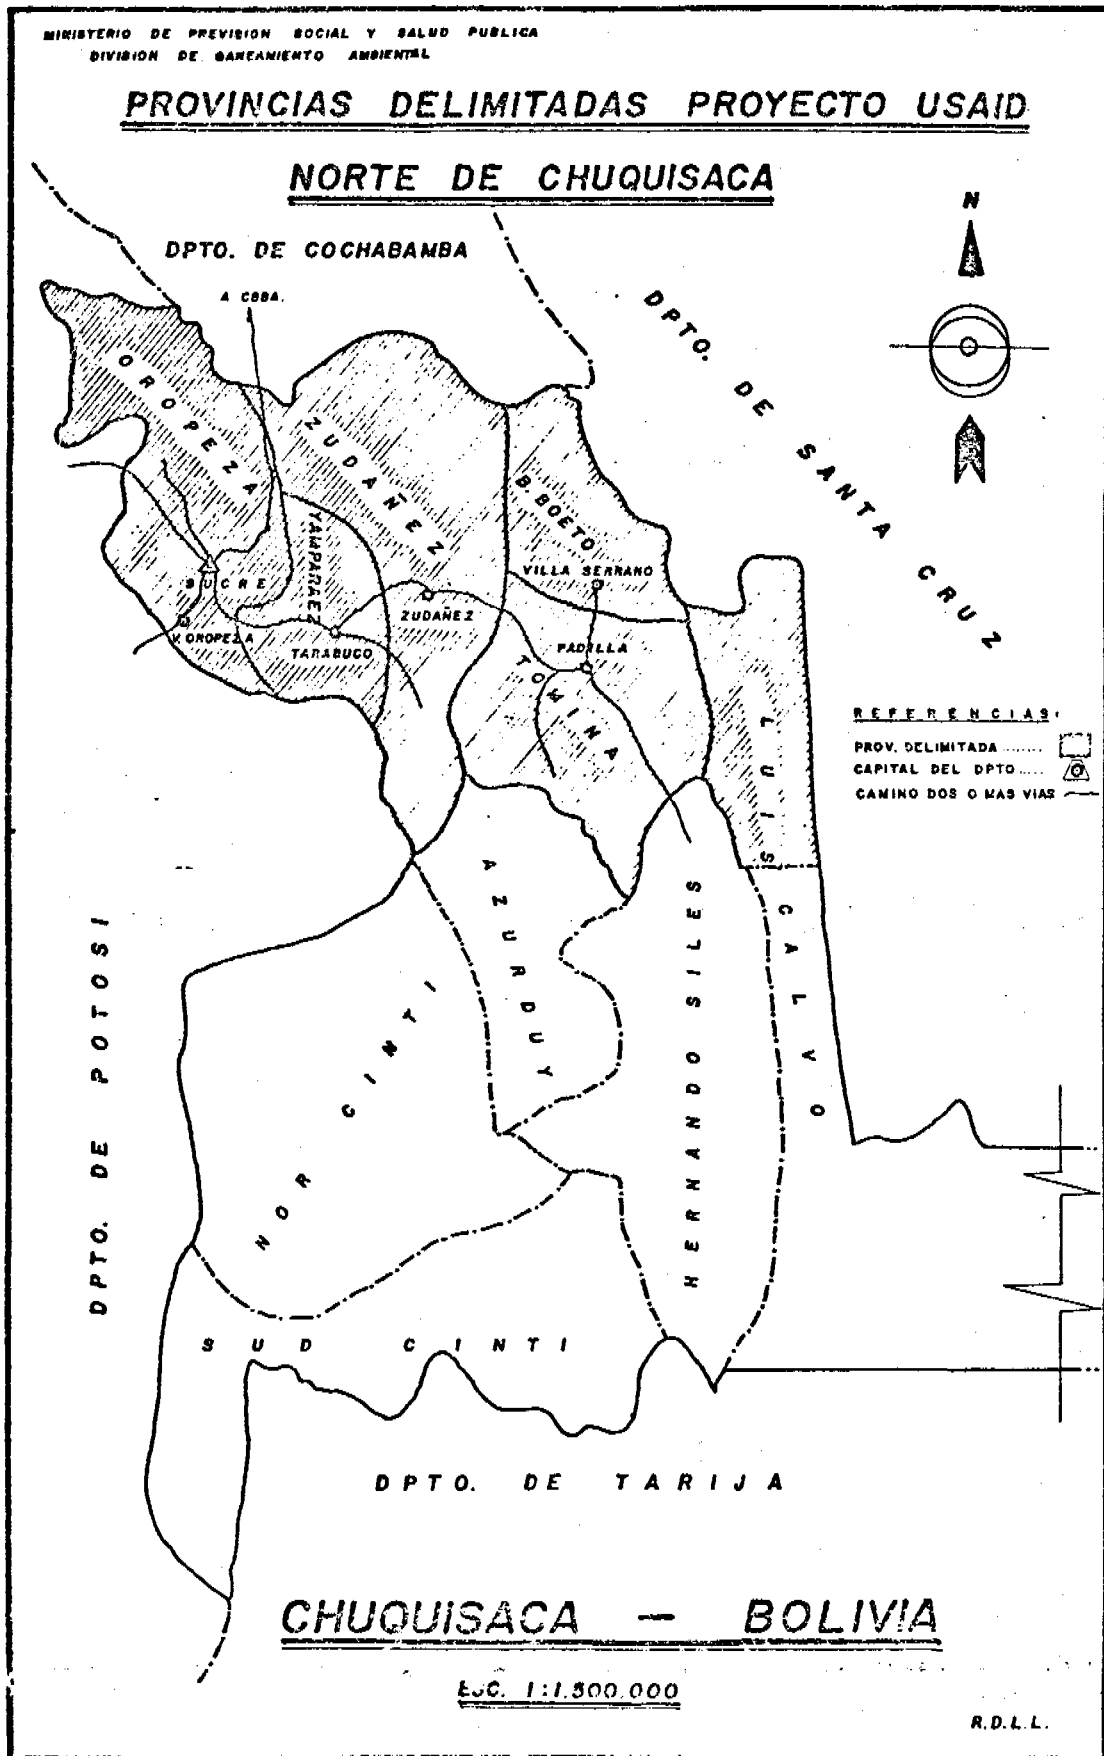 MINISTERIO DE PREVISION SOCIAL Y SALUD PUBLICA
DIVISION DE SANEAMIENTO AMBIENTAL
PROVINCIAS DELIMITADAS PROYECTO USAID
NORTE DE CHUQUISACA
N
DPTO. DE COCHABAMBA
A CBBA.
DPTO. DE SANTA CRUZ
OROPEZA
ZUDAÑEZ
B. BOETO
YAMPARAEZ
VILLA SERRANO
SUCRE
ZUDAÑEZ
V. OROPEZA
TARABUCO
PADILLA
TOMINA
LUIS CALVO
REFERENCIAS:
PROV. DELIMITADA ........
CAPITAL DEL DPTO .....
CAMINO DOS O MAS VIAS
AZURDUY
HERNANDO SILES
DPTO. DE POTOSI
NOR CINTI
SUD CINTI
DPTO. DE TARIJA
CHUQUISACA — BOLIVIA
ESC. 1:1.500.000
R.D.L.L.